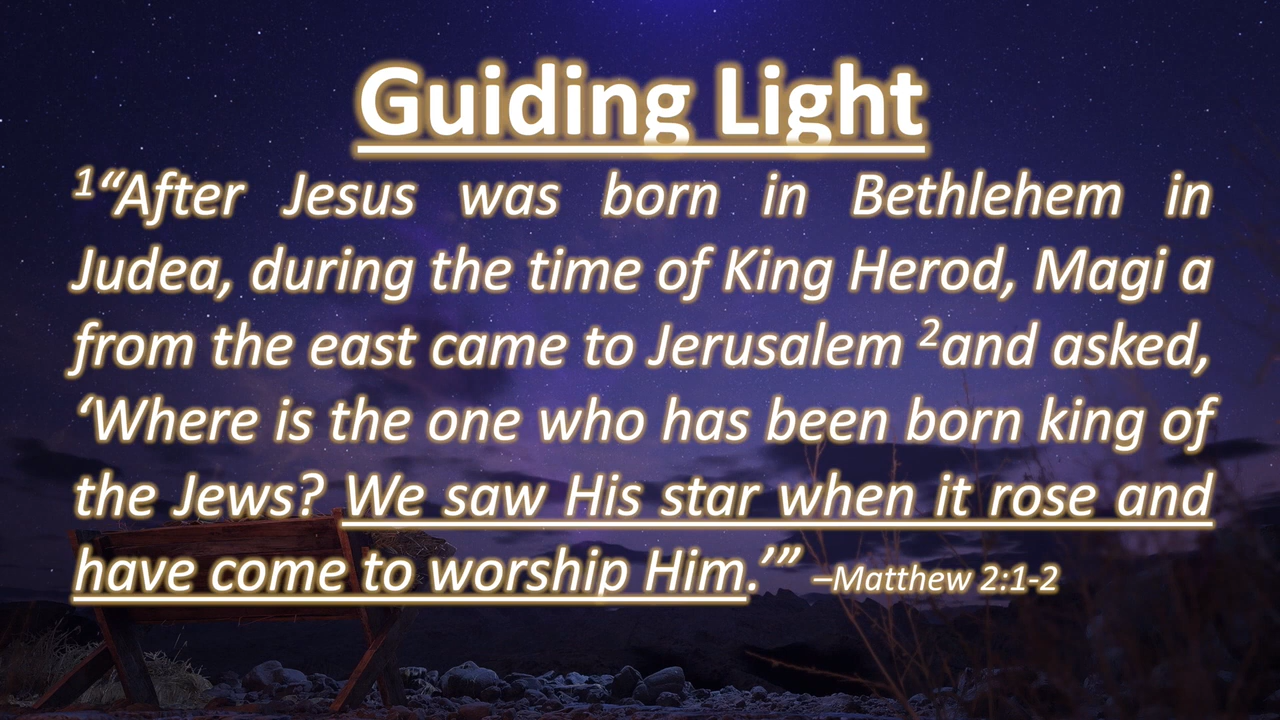 Guiding Light
1“After Jesus was born in Bethlehem in
Judea, during the time of King Herod, Magi a
from the east came to Jerusalem 2and asked,
‘Where is the one who has been born king of
the Jews? We saw His star when it rose and
have come to worship Him.’” –Matthew 2:1-2